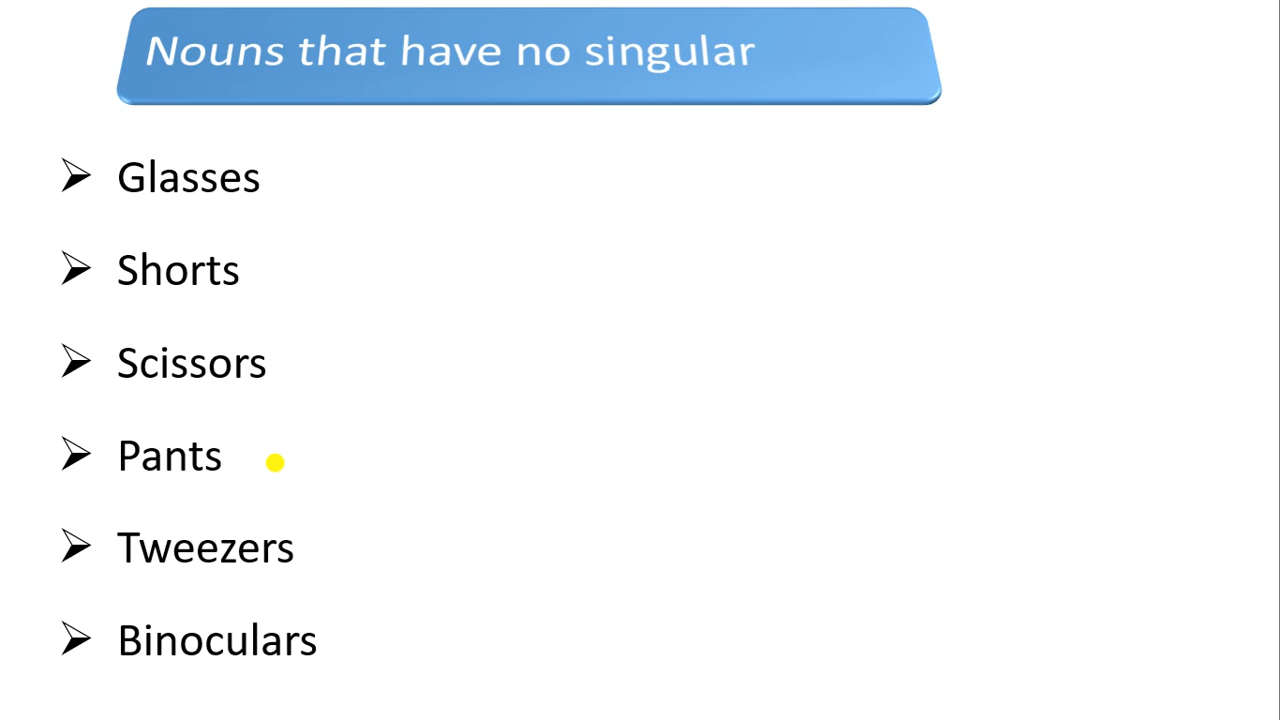 Nouns that have no singular
Glasses
Shorts
Scissors
Pants
Tweezers
Binoculars